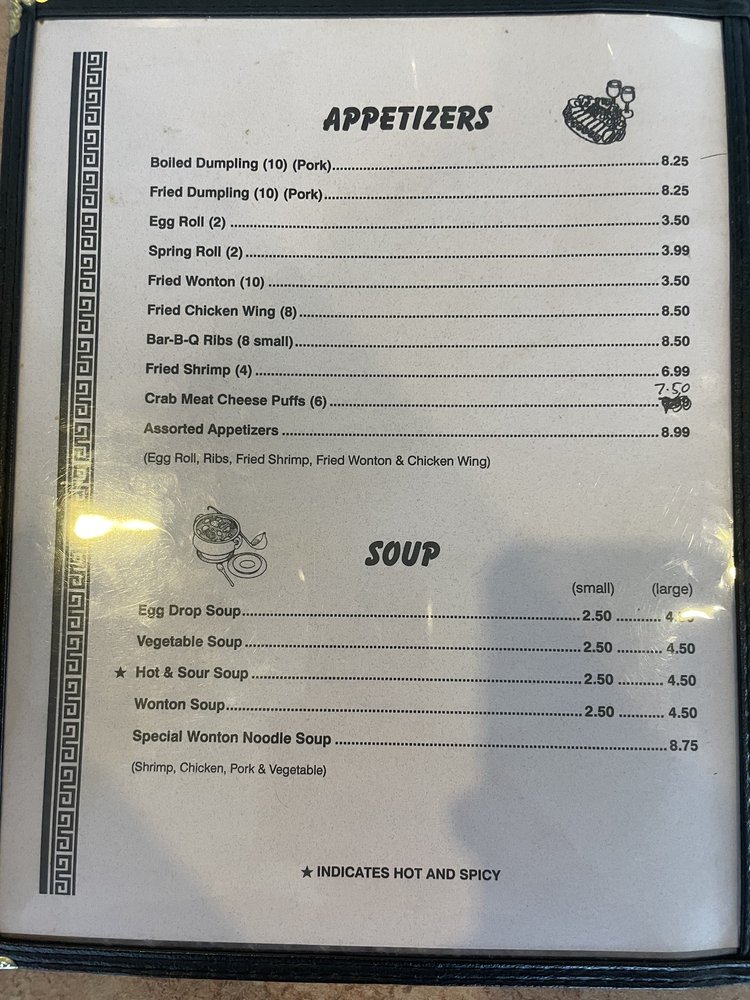 APPETIZERS
Boiled Dumpling (10) (Pork)..........8.25
Fried Dumpling (10) (Pork)..........8.25
Egg Roll (2)..........3.50
Spring Roll (2)..........3.99
Fried Wonton (10)..........3.50
Fried Chicken Wing (8)..........8.50
Bar-B-Q Ribs (8 small)..........8.50
Fried Shrimp (4)..........6.99
7.50
Crab Meat Cheese Puffs (6)..........
Assorted Appetizers..........8.99
(Egg Roll, Ribs, Fried Shrimp, Fried Wonton & Chicken Wing)
SOUP
(small) (large)
Egg Drop Soup..........2.50..........
Vegetable Soup..........2.50..........4.50
★ Hot & Sour Soup..........2.50..........4.50
Wonton Soup..........2.50..........4.50
Special Wonton Noodle Soup..........8.75
(Shrimp, Chicken, Pork & Vegetable)
★ INDICATES HOT AND SPICY